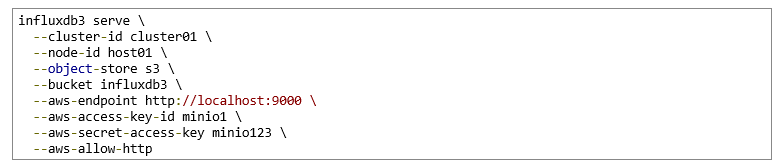 influxdb3 serve \
--cluster-id cluster01 \
--node-id host01 \
--object-store s3 \
--bucket influxdb3 \
--aws-endpoint http://localhost:9000 \
--aws-access-key-id minio1 \
--aws-secret-access-key minio123 \
--aws-allow-http